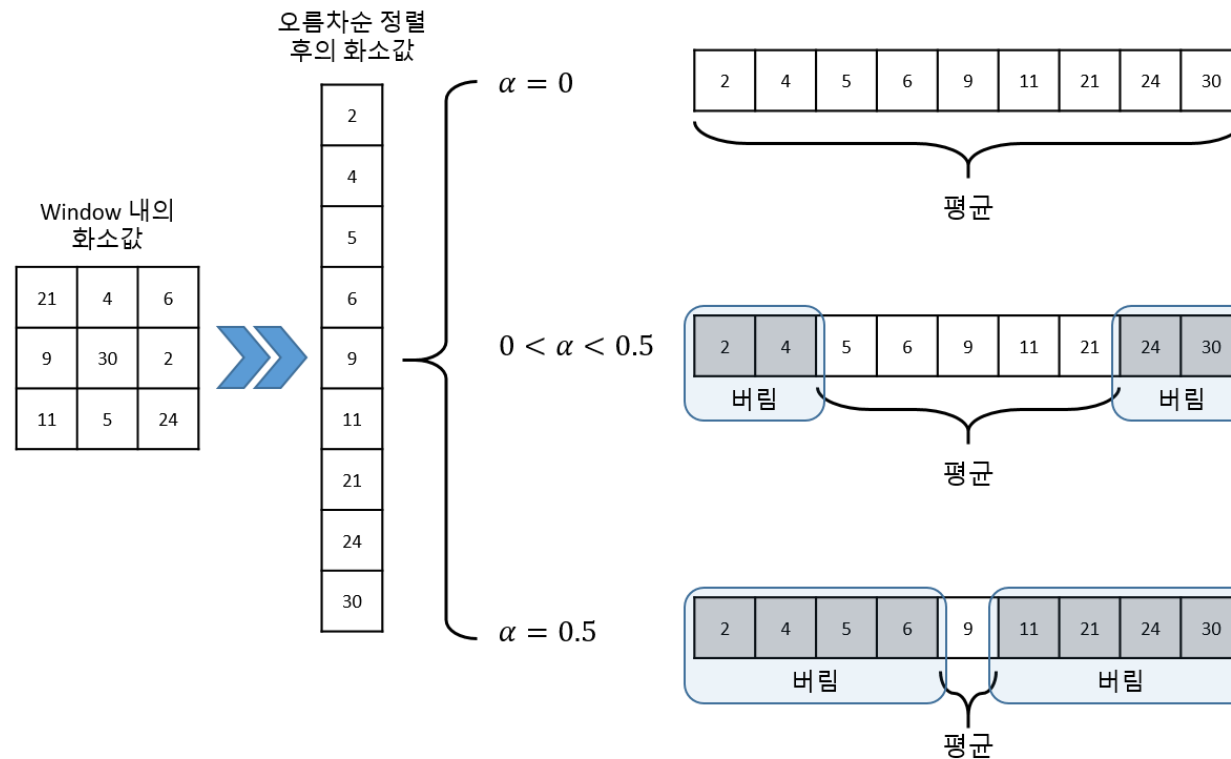 오름차순 정렬
후의 화소값
2
4
5
6
9
11
21
24
30
Window 내의
화소값
21 4 6
9 30 2
11 5 24
α = 0
2 4 5 6 9 11 21 24 30
평균
0 < α < 0.5
2 4 5 6 9 11 21 24 30
버림 버림
평균
α = 0.5
2 4 5 6 9 11 21 24 30
버림 버림
평균